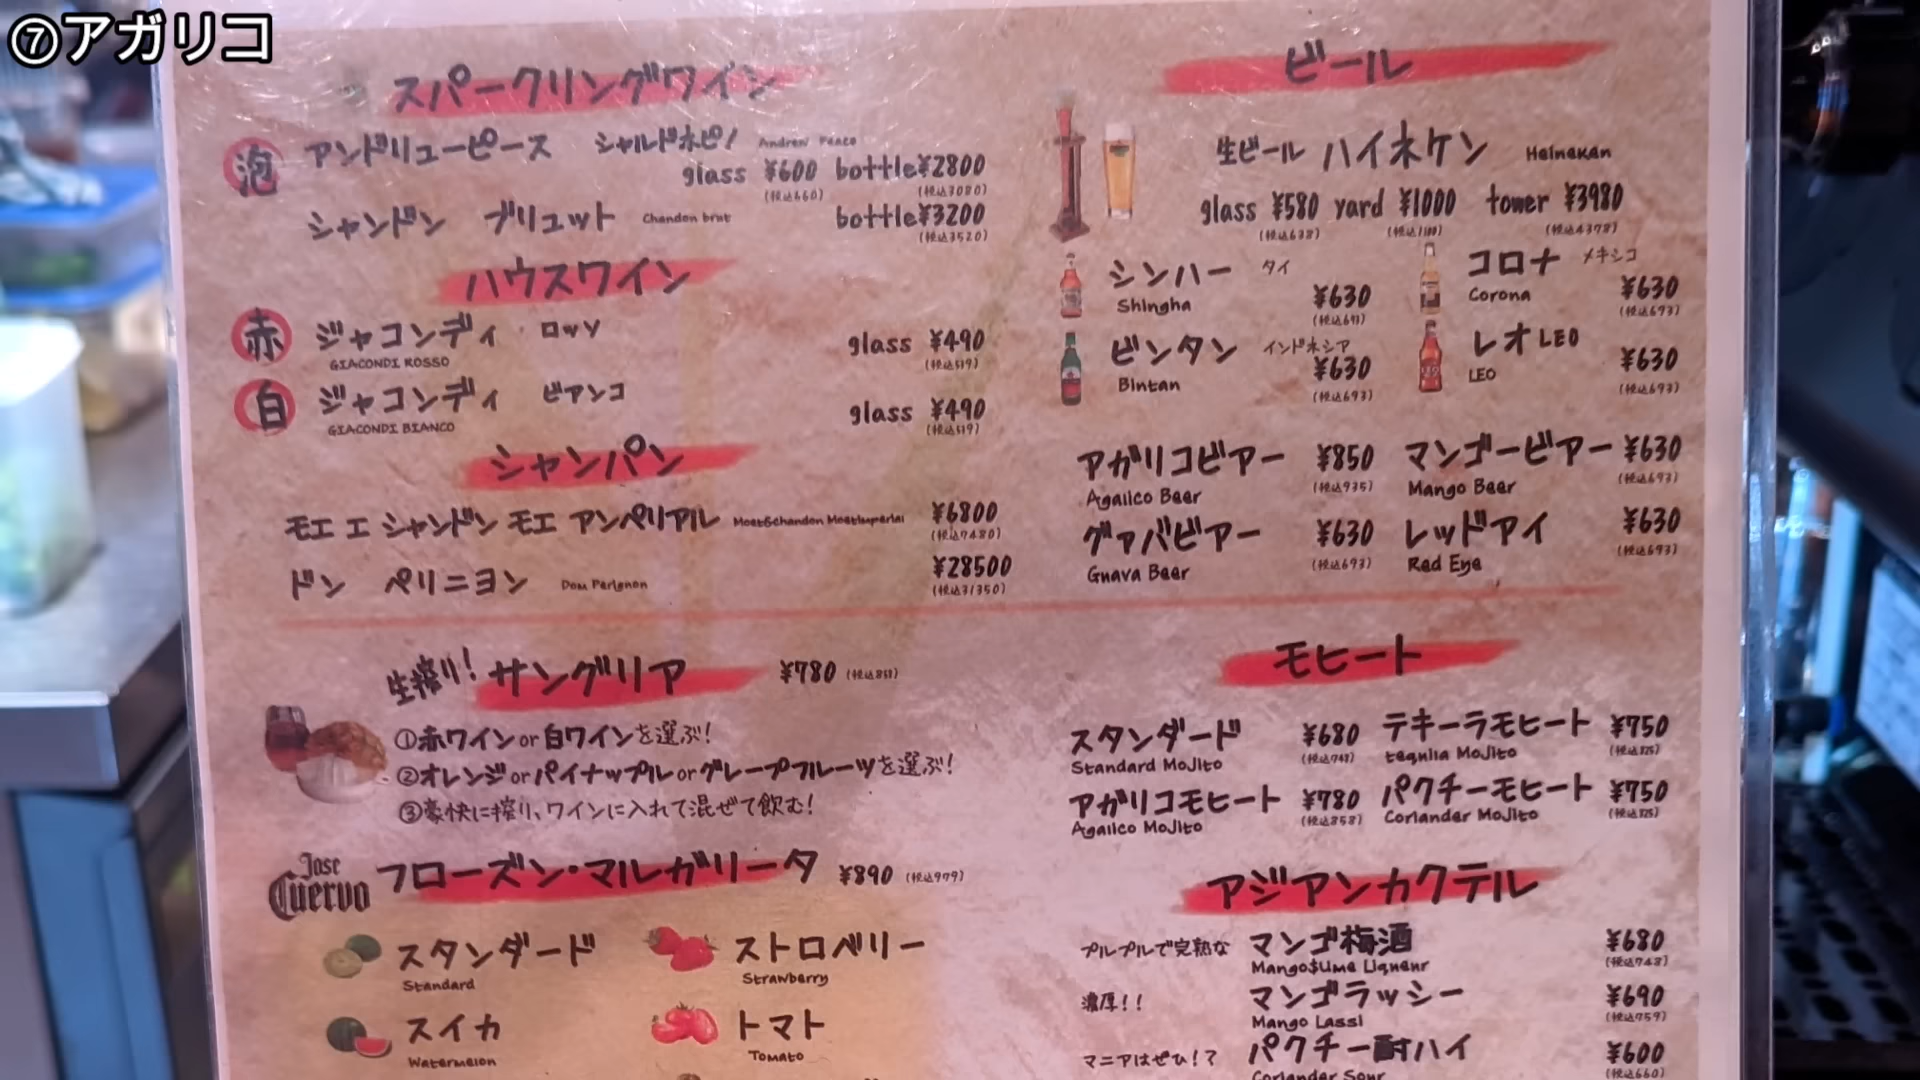 ⑦アガリコ
スパークリングワイン
泡 アンドリューピース シャルドネピノ Andrew Peace
glass ¥600 bottle¥2800
(税込660) (税込3080)
シャンドン ブリュット Chandon brut bottle¥3200
(税込3520)
ハウスワイン
赤 ジャコンディ ロッソ glass ¥490
GIACONDI ROSSO (税込539)
白 ジャコンディ ビアンコ glass ¥490
GIACONDI BIANCO (税込539)
シャンパン
モエ エ シャンドン モエ アンペリアル Moet&chandon MoetImperial ¥6800
(税込7480)
ドン ペリニヨン Dom Perignon ¥28500
(税込31350)
生搾り! サングリア ¥780 (税込858)
①赤ワインor白ワインを選ぶ!
②オレンジorパイナップルorグレープフルーツを選ぶ!
③豪快に搾り、ワインに入れて混ぜて飲む!
Jose Cuervo フローズン・マルガリータ ¥890 (税込979)
スタンダード ストロベリー
Standard Strawberry
スイカ トマト
Watermelon Tomato
ビール
生ビール ハイネケン Heineken
glass ¥580 yard ¥1000 tower ¥3980
(税込638) (税込1100) (税込4378)
シンハー タイ コロナ メキシコ
Shingha ¥630 Corona ¥630
(税込693) (税込693)
ビンタン インドネシア レオ LEO
Bintan ¥630 LEO ¥630
(税込693) (税込693)
アガリコビアー ¥850 マンゴービアー ¥630
Agalico Beer (税込935) Mango Beer (税込693)
グァバビアー ¥630 レッドアイ ¥630
Guava Beer (税込693) Red Eye (税込693)
モヒート
スタンダード ¥680 テキーラモヒート ¥750
Standard Mojito (税込748) tequila Mojito (税込825)
アガリコモヒート ¥780 パクチーモヒート ¥750
Agalico Mojito (税込858) Coriander Mojito (税込825)
アジアンカクテル
プルプルで完熟な マンゴ梅酒 ¥680
Mango$Ume Liqueur (税込748)
濃厚!! マンゴラッシー ¥690
Mango Lassi (税込759)
マニアはぜひ!? パクチー酎ハイ ¥600
Coriander Sour (税込660)